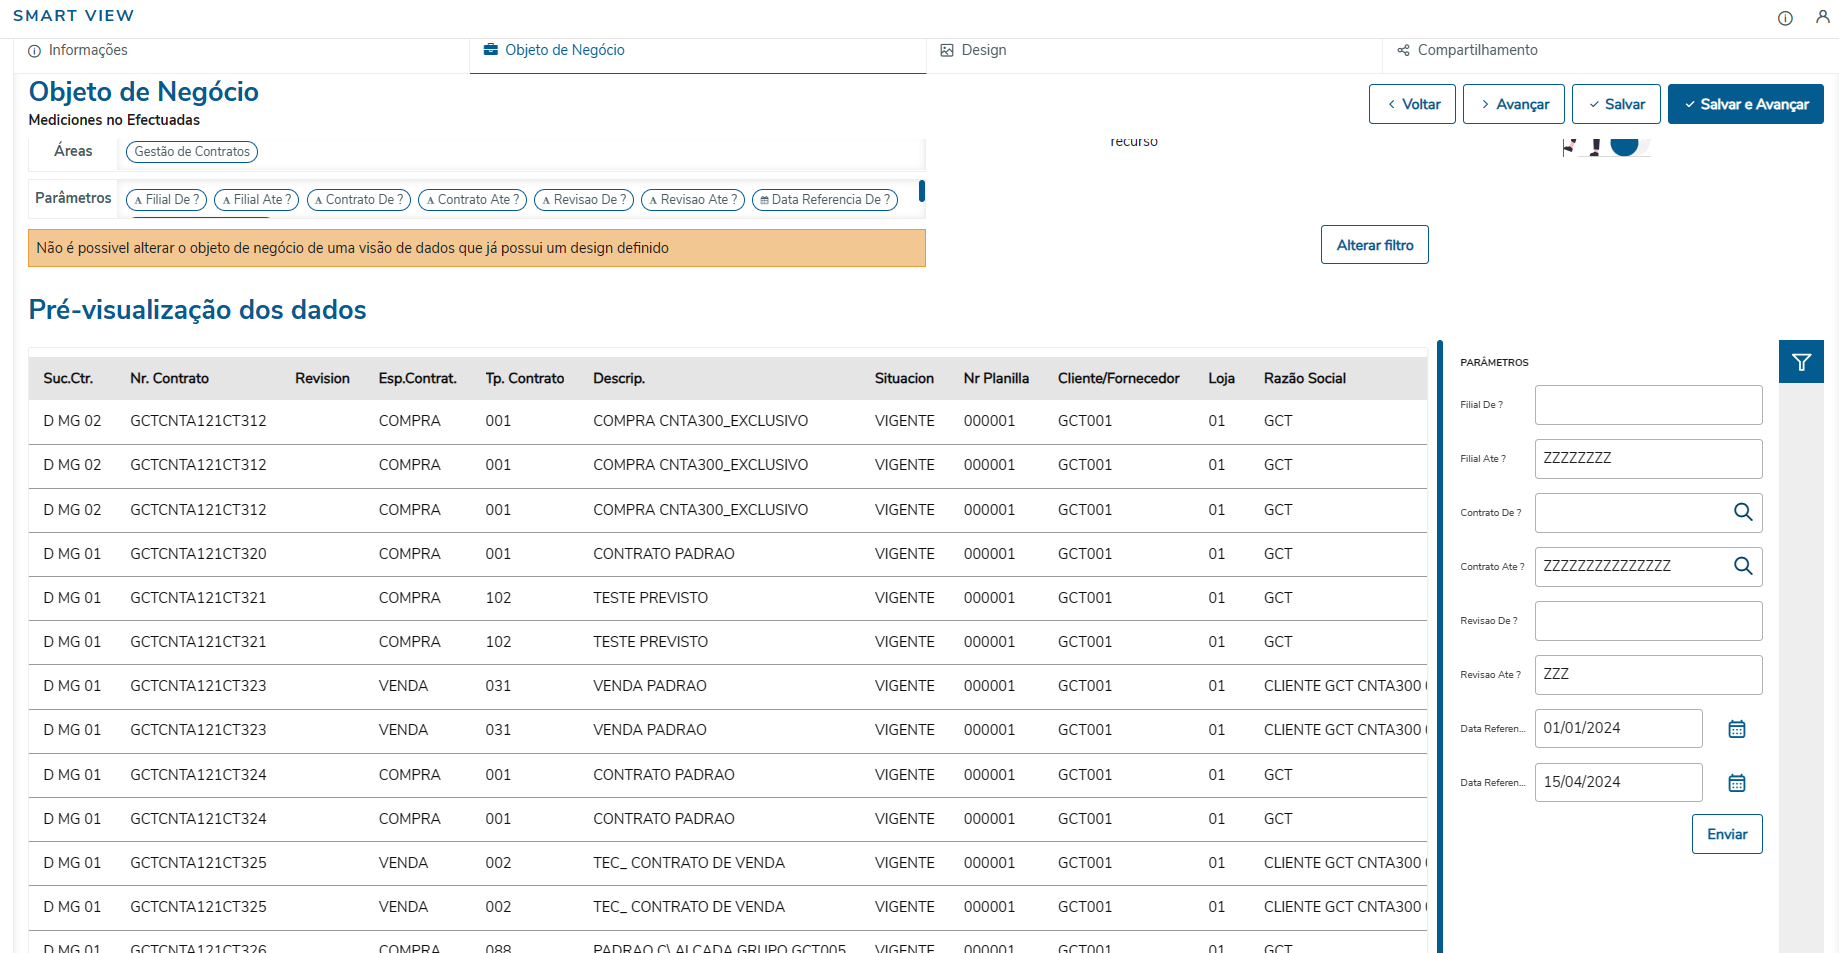 SMART VIEW
Informações
Objeto de Negócio
Design
Compartilhamento
Objeto de Negócio
Mediciones no Efectuadas
Voltar
Avançar
Salvar
Salvar e Avançar
Áreas
Gestão de Contratos
recurso
Parâmetros
A Filial De ?
A Filial Ate ?
A Contrato De ?
A Contrato Ate ?
A Revisao De ?
A Revisao Ate ?
Data Referencia De ?
Não é possivel alterar o objeto de negócio de uma visão de dados que já possui um design definido
Alterar filtro
Pré-visualização dos dados
Suc.Ctr. Nr. Contrato Revision Esp.Contrat. Tp. Contrato Descrip. Situacion Nr Planilla Cliente/Fornecedor Loja Razão Social
D MG 02 GCTCNTA121CT312 COMPRA 001 COMPRA CNTA300_EXCLUSIVO VIGENTE 000001 GCT001 01 GCT
D MG 02 GCTCNTA121CT312 COMPRA 001 COMPRA CNTA300_EXCLUSIVO VIGENTE 000001 GCT001 01 GCT
D MG 02 GCTCNTA121CT312 COMPRA 001 COMPRA CNTA300_EXCLUSIVO VIGENTE 000001 GCT001 01 GCT
D MG 01 GCTCNTA121CT320 COMPRA 001 CONTRATO PADRAO VIGENTE 000001 GCT001 01 GCT
D MG 01 GCTCNTA121CT321 COMPRA 102 TESTE PREVISTO VIGENTE 000001 GCT001 01 GCT
D MG 01 GCTCNTA121CT321 COMPRA 102 TESTE PREVISTO VIGENTE 000001 GCT001 01 GCT
D MG 01 GCTCNTA121CT323 VENDA 031 VENDA PADRAO VIGENTE 000001 GCT001 01 CLIENTE GCT CNTA300
D MG 01 GCTCNTA121CT323 VENDA 031 VENDA PADRAO VIGENTE 000001 GCT001 01 CLIENTE GCT CNTA300
D MG 01 GCTCNTA121CT324 COMPRA 001 CONTRATO PADRAO VIGENTE 000001 GCT001 01 GCT
D MG 01 GCTCNTA121CT324 COMPRA 001 CONTRATO PADRAO VIGENTE 000001 GCT001 01 GCT
D MG 01 GCTCNTA121CT325 VENDA 002 TEC_ CONTRATO DE VENDA VIGENTE 000001 GCT001 01 CLIENTE GCT CNTA300
D MG 01 GCTCNTA121CT325 VENDA 002 TEC_ CONTRATO DE VENDA VIGENTE 000001 GCT001 01 CLIENTE GCT CNTA300
D MG 01 GCTCNTA121CT326 COMPRA 088 PADRAO C\ ALCADA GRUPO GCT005 VIGENTE 000001 GCT001 01 GCT
PARÂMETROS
Filial De ?
Filial Ate ? ZZZZZZZZ
Contrato De ?
Contrato Ate ? ZZZZZZZZZZZZZZZ
Revisao De ?
Revisao Ate ? ZZZ
Data Referen... 01/01/2024
Data Referen... 15/04/2024
Enviar